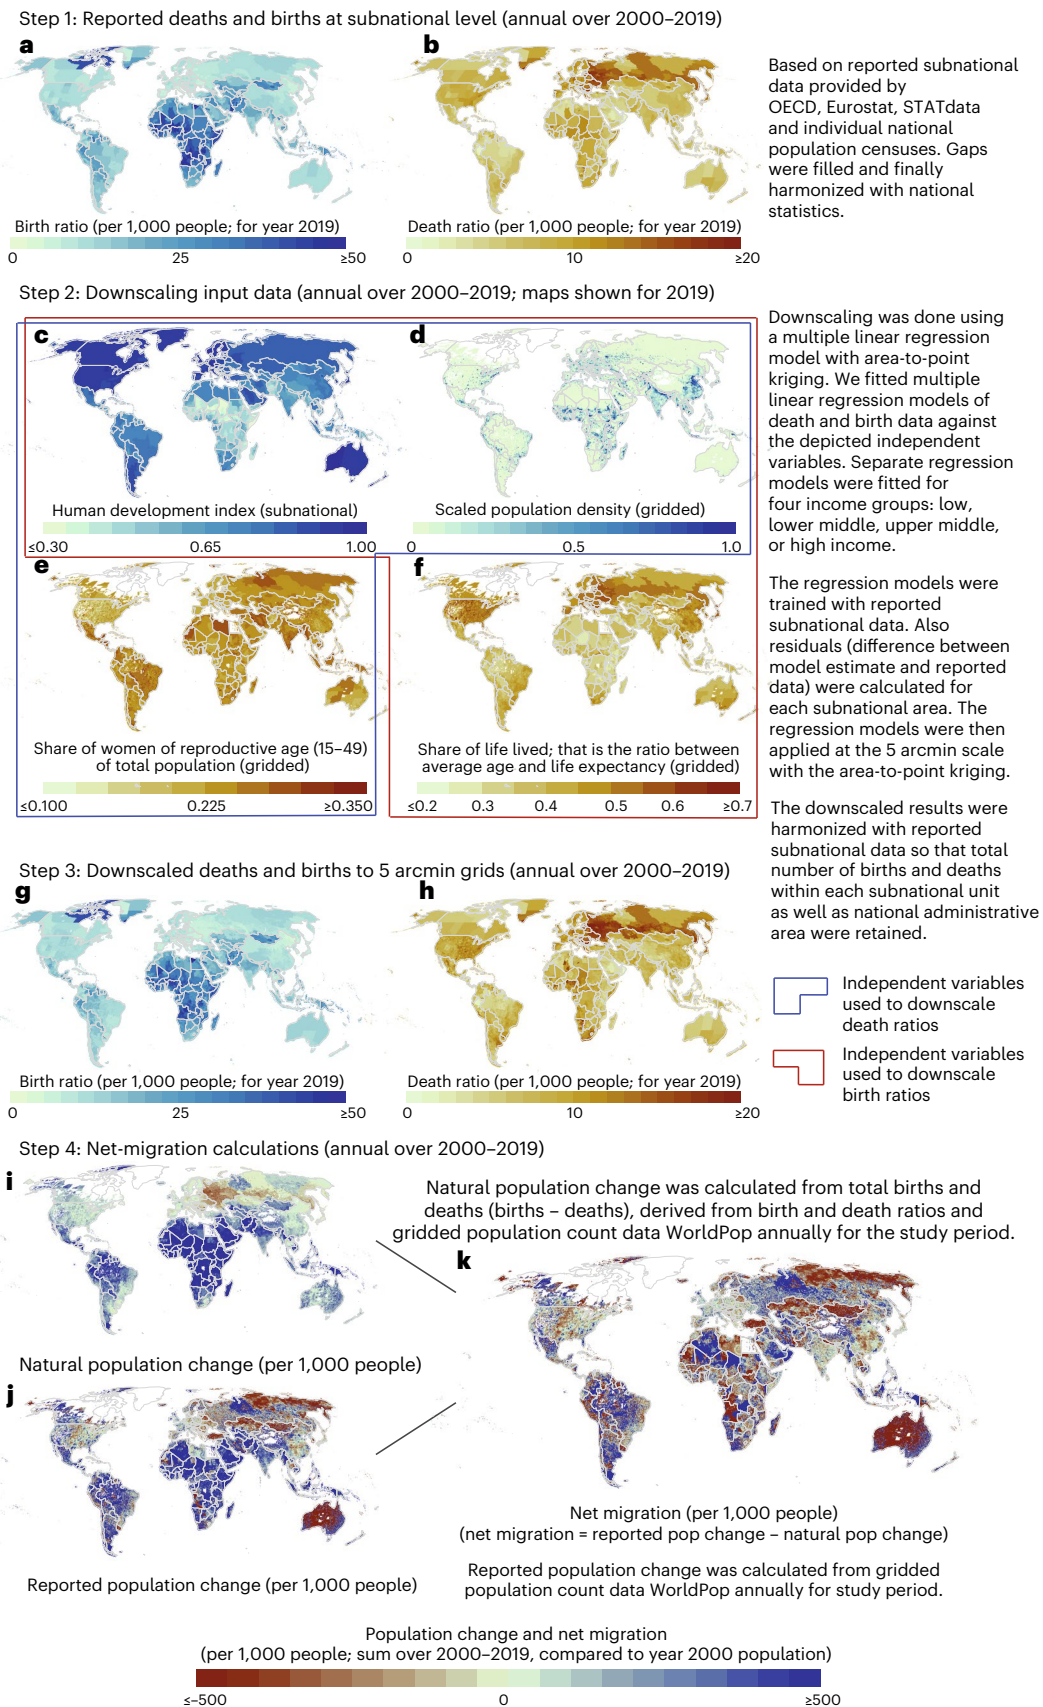 Step 1: Reported deaths and births at subnational level (annual over 2000–2019)
a
b
Based on reported subnational
data provided by
OECD, Eurostat, STATdata
and individual national
population censuses. Gaps
were filled and finally
harmonized with national
statistics.
Birth ratio (per 1,000 people; for year 2019)
0 25 ≥50
Death ratio (per 1,000 people; for year 2019)
0 10 ≥20
Step 2: Downscaling input data (annual over 2000–2019; maps shown for 2019)
c
d
Human development index (subnational)
≤0.30 0.65 1.00
Scaled population density (gridded)
0 0.5 1.0
e
f
Share of women of reproductive age (15–49)
of total population (gridded)
≤0.100 0.225 ≥0.350
Share of life lived; that is the ratio between
average age and life expectancy (gridded)
≤0.2 0.3 0.4 0.5 0.6 ≥0.7
Downscaling was done using
a multiple linear regression
model with area-to-point
kriging. We fitted multiple
linear regression models of
death and birth data against
the depicted independent
variables. Separate regression
models were fitted for
four income groups: low,
lower middle, upper middle,
or high income.
The regression models were
trained with reported
subnational data. Also
residuals (difference between
model estimate and reported
data) were calculated for
each subnational area. The
regression models were then
applied at the 5 arcmin scale
with the area-to-point kriging.
The downscaled results were
harmonized with reported
subnational data so that total
number of births and deaths
within each subnational unit
as well as national administrative
area were retained.
Step 3: Downscaled deaths and births to 5 arcmin grids (annual over 2000–2019)
g
h
Birth ratio (per 1,000 people; for year 2019)
0 25 ≥50
Death ratio (per 1,000 people; for year 2019)
0 10 ≥20
Independent variables
used to downscale
death ratios
Independent variables
used to downscale
birth ratios
Step 4: Net-migration calculations (annual over 2000–2019)
i
Natural population change was calculated from total births and
deaths (births – deaths), derived from birth and death ratios and
gridded population count data WorldPop annually for the study period.
k
Natural population change (per 1,000 people)
j
Reported population change (per 1,000 people)
Net migration (per 1,000 people)
(net migration = reported pop change – natural pop change)
Reported population change was calculated from gridded
population count data WorldPop annually for study period.
Population change and net migration
(per 1,000 people; sum over 2000–2019, compared to year 2000 population)
≤–500 0 ≥500